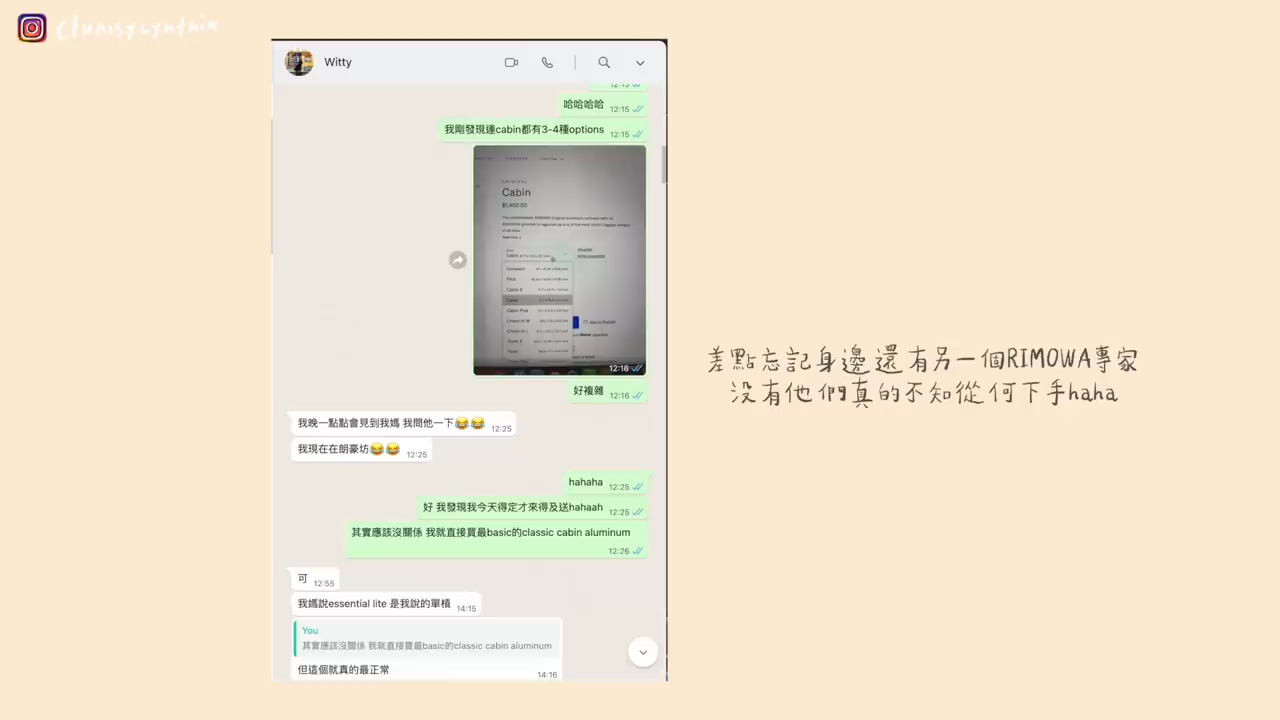 clumsycynthia
Witty
12:15
哈哈哈哈 12:15
我剛發現連cabin都有3-4種options 12:15
Cabin
$1,400.00
12:16
好複雜 12:16
我晚一點點會見到我媽 我問他一下😂😂 12:25
我現在在朗豪坊😂😂 12:25
hahaha 12:25
好 我發現我今天得定才來得及送hahaah 12:25
其實應該沒關係 我就直接買最basic的classic cabin aluminum
12:26
可 12:55
我媽說essential lite 是我說的單槓 14:15
You
其實應該沒關係 我就直接買最basic的classic cabin aluminum
但這個就真的最正常 14:16
差點忘記身邊還有另一個RIMOWA專家
没有他們真的不知從何下手haha